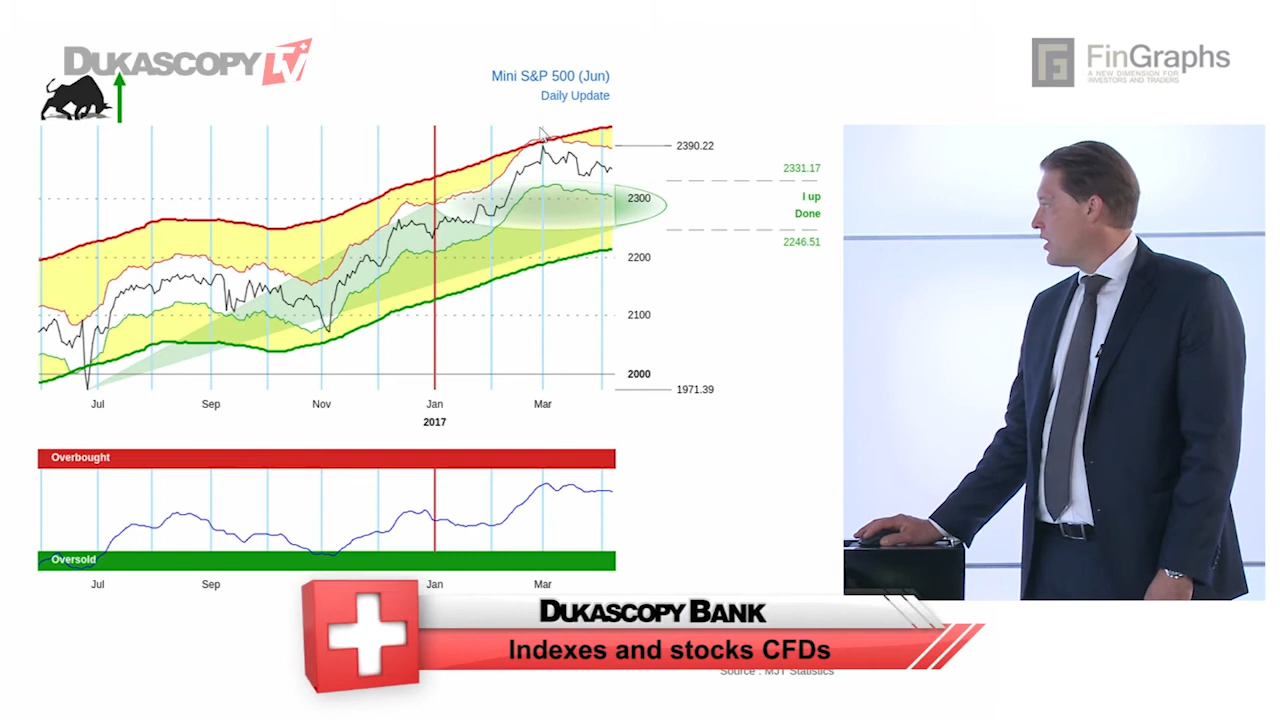 DUKASCOPY TV
FinGraphs
A NEW DIMENSION FOR
INVESTORS AND TRADERS
Mini S&P 500 (Jun)
Daily Update
2390.22
2331.17
I up
Done
2246.51
2300
2200
2100
2000
1971.39
Jul Sep Nov Jan Mar
2017
Overbought
Oversold
Jul Sep Jan Mar
DUKASCOPY BANK
Indexes and stocks CFDs
Source : MJT Statistics